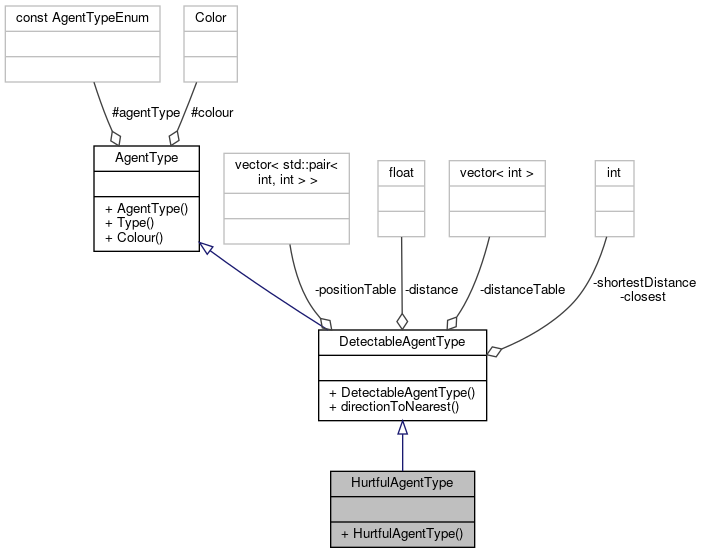 const AgentTypeEnum
Color
#agentType
#colour
AgentType
+ AgentType()
+ Type()
+ Colour()
vector< std::pair<
int, int > >
float
vector< int >
int
-positionTable
-distance
-distanceTable
-shortestDistance
-closest
DetectableAgentType
+ DetectableAgentType()
+ directionToNearest()
HurtfulAgentType
+ HurtfulAgentType()